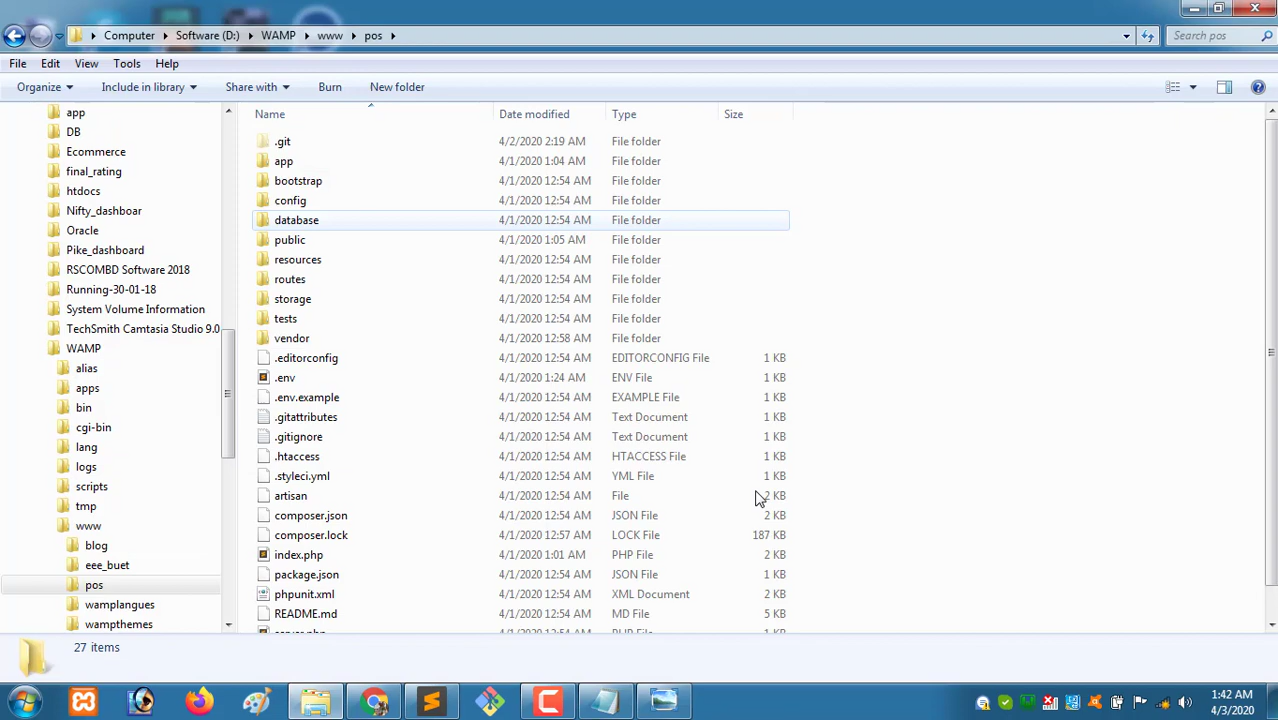 Computer Software (D:) WAMP www pos
Search pos
File Edit View Tools Help
Organize Include in library Share with Burn New folder
Name Date modified Type Size
app
DB
Ecommerce
final_rating
htdocs
Nifty_dashboar
Oracle
Pike_dashboard
RSCOMBD Software 2018
Running-30-01-18
System Volume Information
TechSmith Camtasia Studio 9.0
WAMP
alias
apps
bin
cgi-bin
lang
logs
scripts
tmp
www
blog
eee_buet
pos
wamplangues
wampthemes
.git 4/2/2020 2:19 AM File folder
app 4/1/2020 1:04 AM File folder
bootstrap 4/1/2020 12:54 AM File folder
config 4/1/2020 12:54 AM File folder
database 4/1/2020 12:54 AM File folder
public 4/1/2020 1:05 AM File folder
resources 4/1/2020 12:54 AM File folder
routes 4/1/2020 12:54 AM File folder
storage 4/1/2020 12:54 AM File folder
tests 4/1/2020 12:54 AM File folder
vendor 4/1/2020 12:58 AM File folder
.editorconfig 4/1/2020 12:54 AM EDITORCONFIG File 1 KB
.env 4/1/2020 1:24 AM ENV File 1 KB
.env.example 4/1/2020 12:54 AM EXAMPLE File 1 KB
.gitattributes 4/1/2020 12:54 AM Text Document 1 KB
.gitignore 4/1/2020 12:54 AM Text Document 1 KB
.htaccess 4/1/2020 12:54 AM HTACCESS File 1 KB
.styleci.yml 4/1/2020 12:54 AM YML File 1 KB
artisan 4/1/2020 12:54 AM File 2 KB
composer.json 4/1/2020 12:54 AM JSON File 2 KB
composer.lock 4/1/2020 12:57 AM LOCK File 187 KB
index.php 4/1/2020 1:01 AM PHP File 2 KB
package.json 4/1/2020 12:54 AM JSON File 1 KB
phpunit.xml 4/1/2020 12:54 AM XML Document 2 KB
README.md 4/1/2020 12:54 AM MD File 5 KB
27 items
1:42 AM
4/3/2020